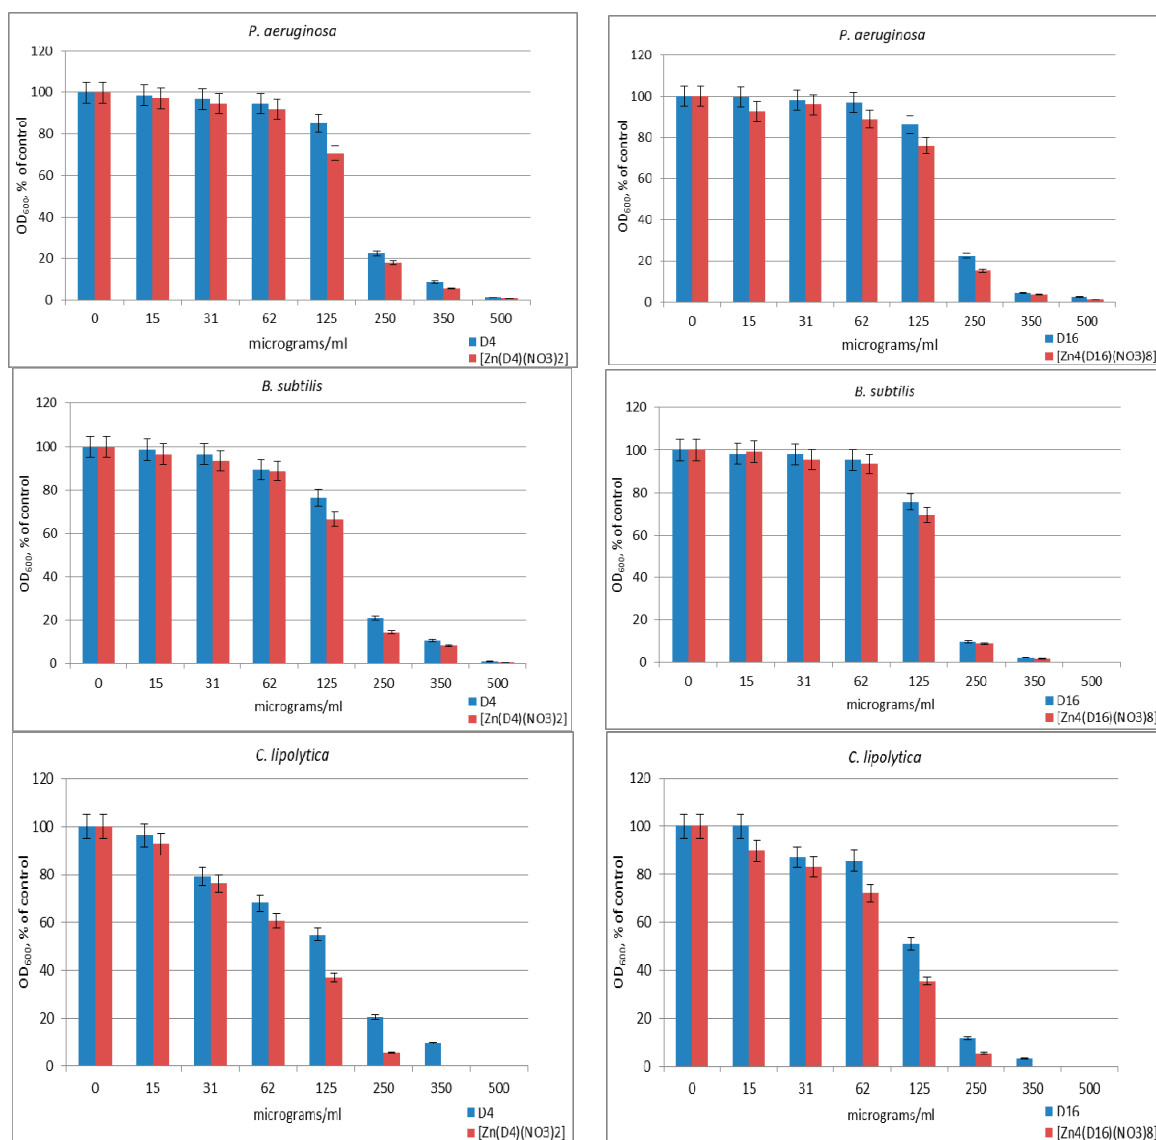 P. aeruginosa
120
100
80
60
40
20
0
OD600, % of control
0 15 31 62 125 250 350 500
micrograms/ml
D4
[Zn(D4)(NO3)2]
P. aeruginosa
120
100
80
60
40
20
0
OD600, % of control
0 15 31 62 125 250 350 500
micrograms/ml
D16
[Zn4(D16)(NO3)8]
B. subtilis
120
100
80
60
40
20
0
OD600, % of control
0 15 31 62 125 250 350 500
micrograms/ml
D4
[Zn(D4)(NO3)2]
B. subtilis
120
100
80
60
40
20
0
OD600, % of control
0 15 31 62 125 250 350 500
micrograms/ml
D16
[Zn4(D16)(NO3)8]
C. lipolytica
120
100
80
60
40
20
0
OD600, % of control
0 15 31 62 125 250 350 500
micrograms/ml
D4
[Zn(D4)(NO3)2]
C. lipolytica
120
100
80
60
40
20
0
OD600, % of control
0 15 31 62 125 250 350 500
micrograms/ml
D16
[Zn4(D16)(NO3)8]